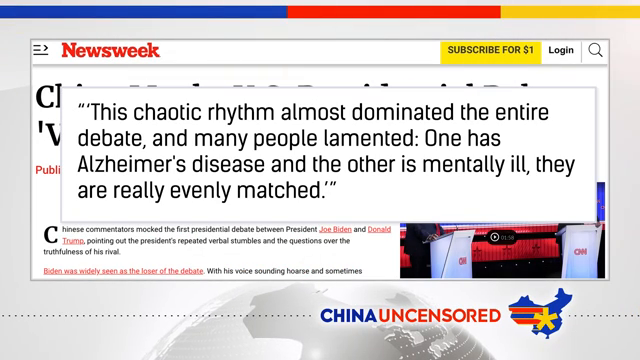 Newsweek
SUBSCRIBE FOR $1
Login
Ch
'V
Publi
“‘This chaotic rhythm almost dominated the entire
debate, and many people lamented: One has
Alzheimer's disease and the other is mentally ill, they
are really evenly matched.’”
Chinese commentators mocked the first presidential debate between President Joe Biden and Donald
Trump, pointing out the president's repeated verbal stumbles and the questions over the
truthfulness of his rival.
Biden was widely seen as the loser of the debate. With his voice sounding hoarse and sometimes
01:58
CNN
CNN
CHINAUNCENSORED